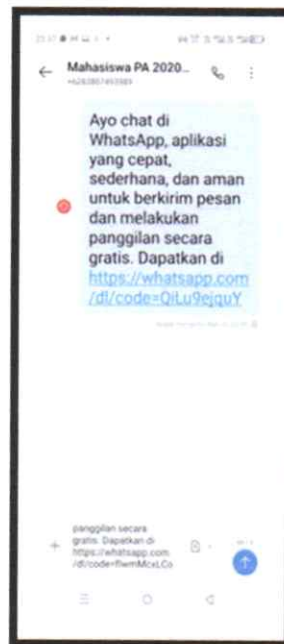 Mahasiswa PA 2020...
Ayo chat di
WhatsApp, aplikasi
yang cepat,
sederhana, dan aman
untuk berkirim pesan
dan melakukan
panggilan secara
gratis. Dapatkan di
https://whatsapp.com
/dl/code=QiLu9ejquY
panggilan secara
gratis. Dapatkan di
https://whatsapp.com